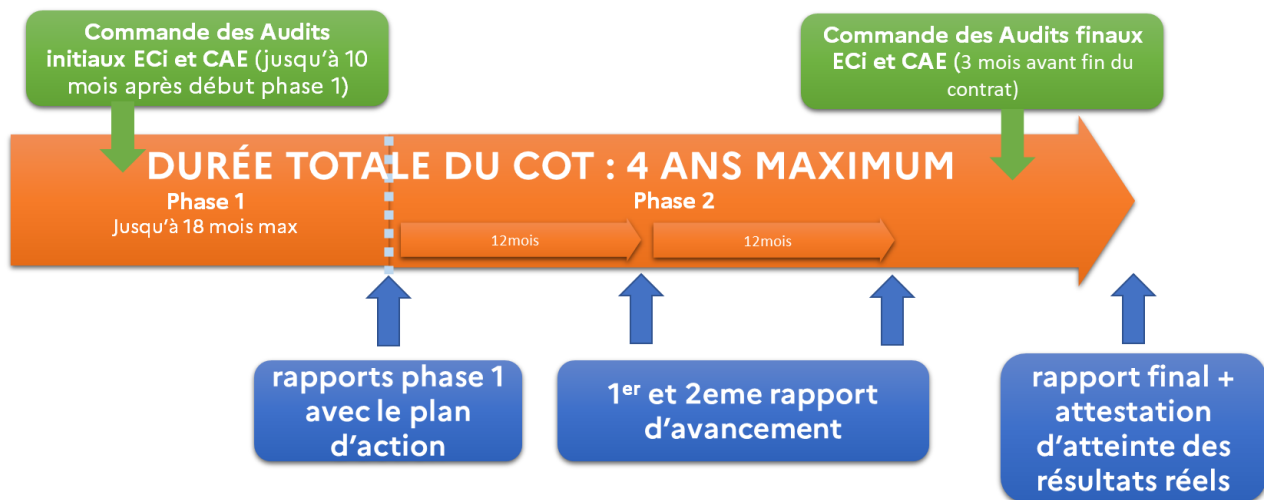 Commande des Audits
initiaux ECi et CAE (jusqu'à 10
mois après début phase 1)
Commande des Audits finaux
ECi et CAE (3 mois avant fin du
contrat)
DURÉE TOTALE DU COT : 4 ANS MAXIMUM
Phase 1
Jusqu'à 18 mois max
Phase 2
12mois
12mois
rapports phase 1
avec le plan
d'action
1er et 2eme rapport
d'avancement
rapport final +
attestation
d'atteinte des
résultats réels